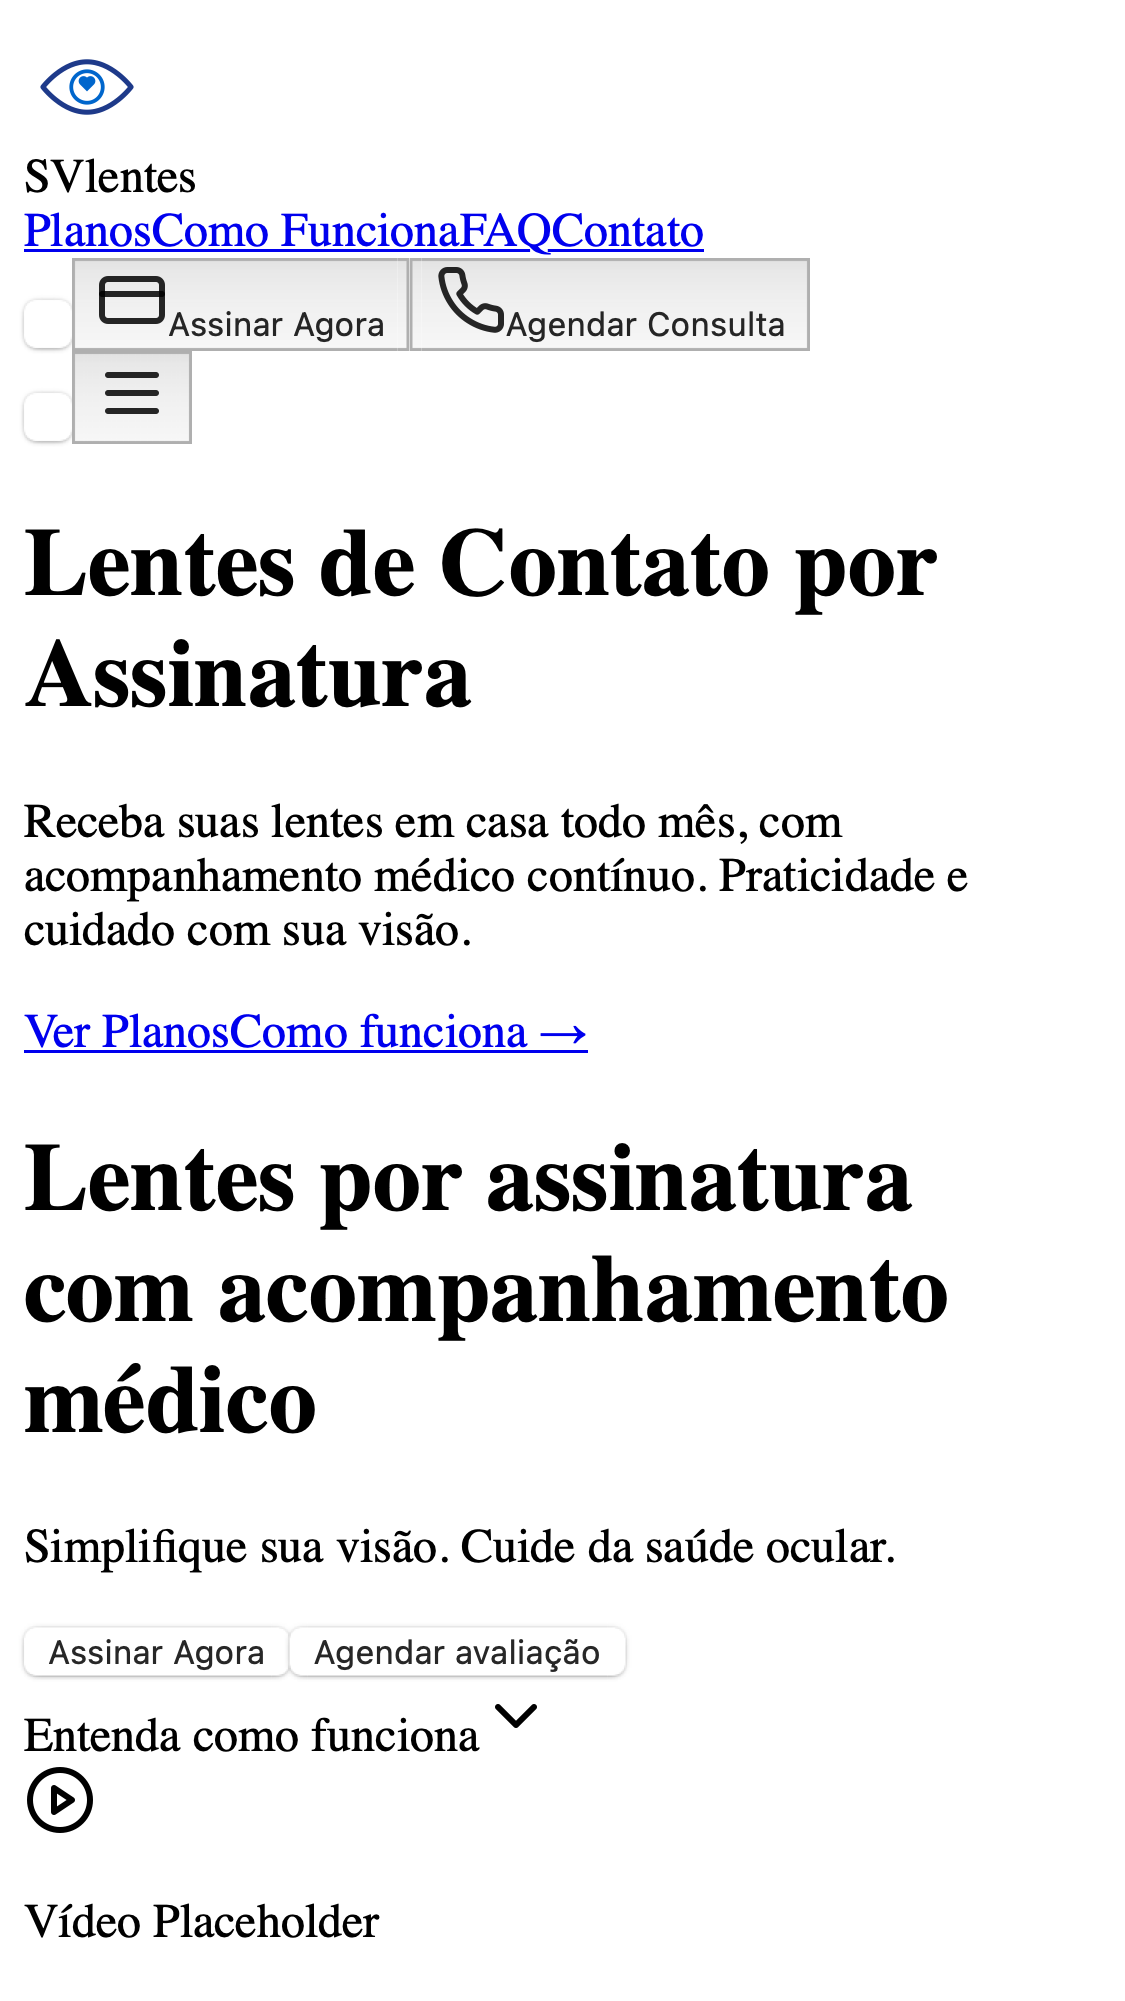 SVlentes
PlanosComo FuncionaFAQContato
Assinar Agora Agendar Consulta
Lentes de Contato por
Assinatura
Receba suas lentes em casa todo mês, com
acompanhamento médico contínuo. Praticidade e
cuidado com sua visão.
Ver PlanosComo funciona →
Lentes por assinatura
com acompanhamento
médico
Simplifique sua visão. Cuide da saúde ocular.
Assinar Agora Agendar avaliação
Entenda como funciona
Vídeo Placeholder